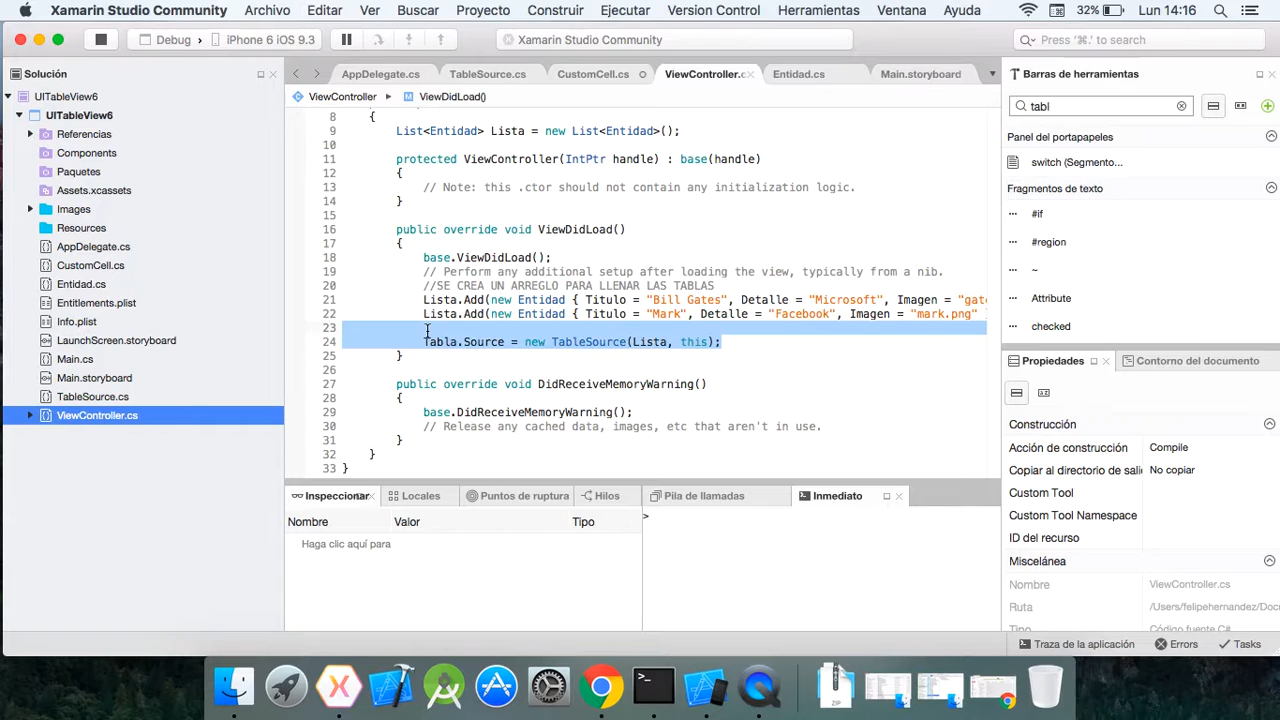 Xamarin Studio Community Archivo Editar Ver Buscar Proyecto Construir Ejecutar Version Control Herramientas Ventana Ayuda 32% Lun 14:16
Debug iPhone 6 iOS 9.3 Xamarin Studio Community Press '⌘.' to search
Solución
UITableView6
UITableView6
Referencias
Components
Paquetes
Assets.xcassets
Images
Resources
AppDelegate.cs
CustomCell.cs
Entidad.cs
Entitlements.plist
Info.plist
LaunchScreen.storyboard
Main.cs
Main.storyboard
TableSource.cs
ViewController.cs
AppDelegate.cs TableSource.cs CustomCell.cs ViewController.c Entidad.cs Main.storyboard
ViewController ViewDidLoad()
8 {
9 List<Entidad> Lista = new List<Entidad>();
10
11 protected ViewController(IntPtr handle) : base(handle)
12 {
13 // Note: this .ctor should not contain any initialization logic.
14 }
15
16 public override void ViewDidLoad()
17 {
18 base.ViewDidLoad();
19 // Perform any additional setup after loading the view, typically from a nib.
20 //SE CREA UN ARREGLO PARA LLENAR LAS TABLAS
21 Lista.Add(new Entidad { Titulo = "Bill Gates", Detalle = "Microsoft", Imagen = "gate
22 Lista.Add(new Entidad { Titulo = "Mark", Detalle = "Facebook", Imagen = "mark.png"
23
24 Tabla.Source = new TableSource(Lista, this);
25 }
26
27 public override void DidReceiveMemoryWarning()
28 {
29 base.DidReceiveMemoryWarning();
30 // Release any cached data, images, etc that aren't in use.
31 }
32 }
33 }
Inspeccionar Locales Puntos de ruptura Hilos
Nombre Valor Tipo
Haga clic aquí para
Pila de llamadas Inmediato
>
Barras de herramientas
tabl
Panel del portapapeles
switch (Segmento...
Fragmentos de texto
#if
#region
~
Attribute
checked
Propiedades Contorno del documento
Construcción
Acción de construcción Compile
Copiar al directorio de sali No copiar
Custom Tool
Custom Tool Namespace
ID del recurso
Miscelánea
Nombre ViewController.cs
Ruta /Users/felipehernandez/Doc
Tipo Código fuente C#
Traza de la aplicación Errors Tasks
ZIP